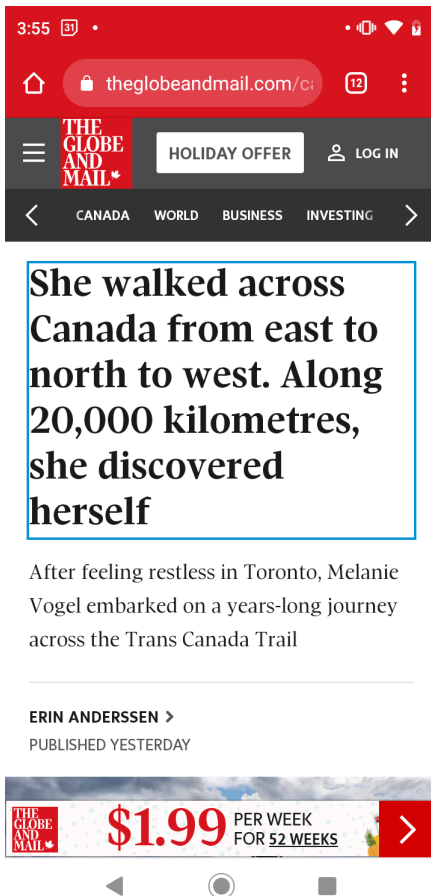 3:55 31
theglobeandmail.com/ca 12
THE
GLOBE
AND
MAIL
HOLIDAY OFFER
LOG IN
CANADA WORLD BUSINESS INVESTING
She walked across
Canada from east to
north to west. Along
20,000 kilometres,
she discovered
herself
After feeling restless in Toronto, Melanie
Vogel embarked on a years-long journey
across the Trans Canada Trail
ERIN ANDERSSEN
PUBLISHED YESTERDAY
THE
GLOBE
AND
MAIL
$1.99
PER WEEK
FOR 52 WEEKS